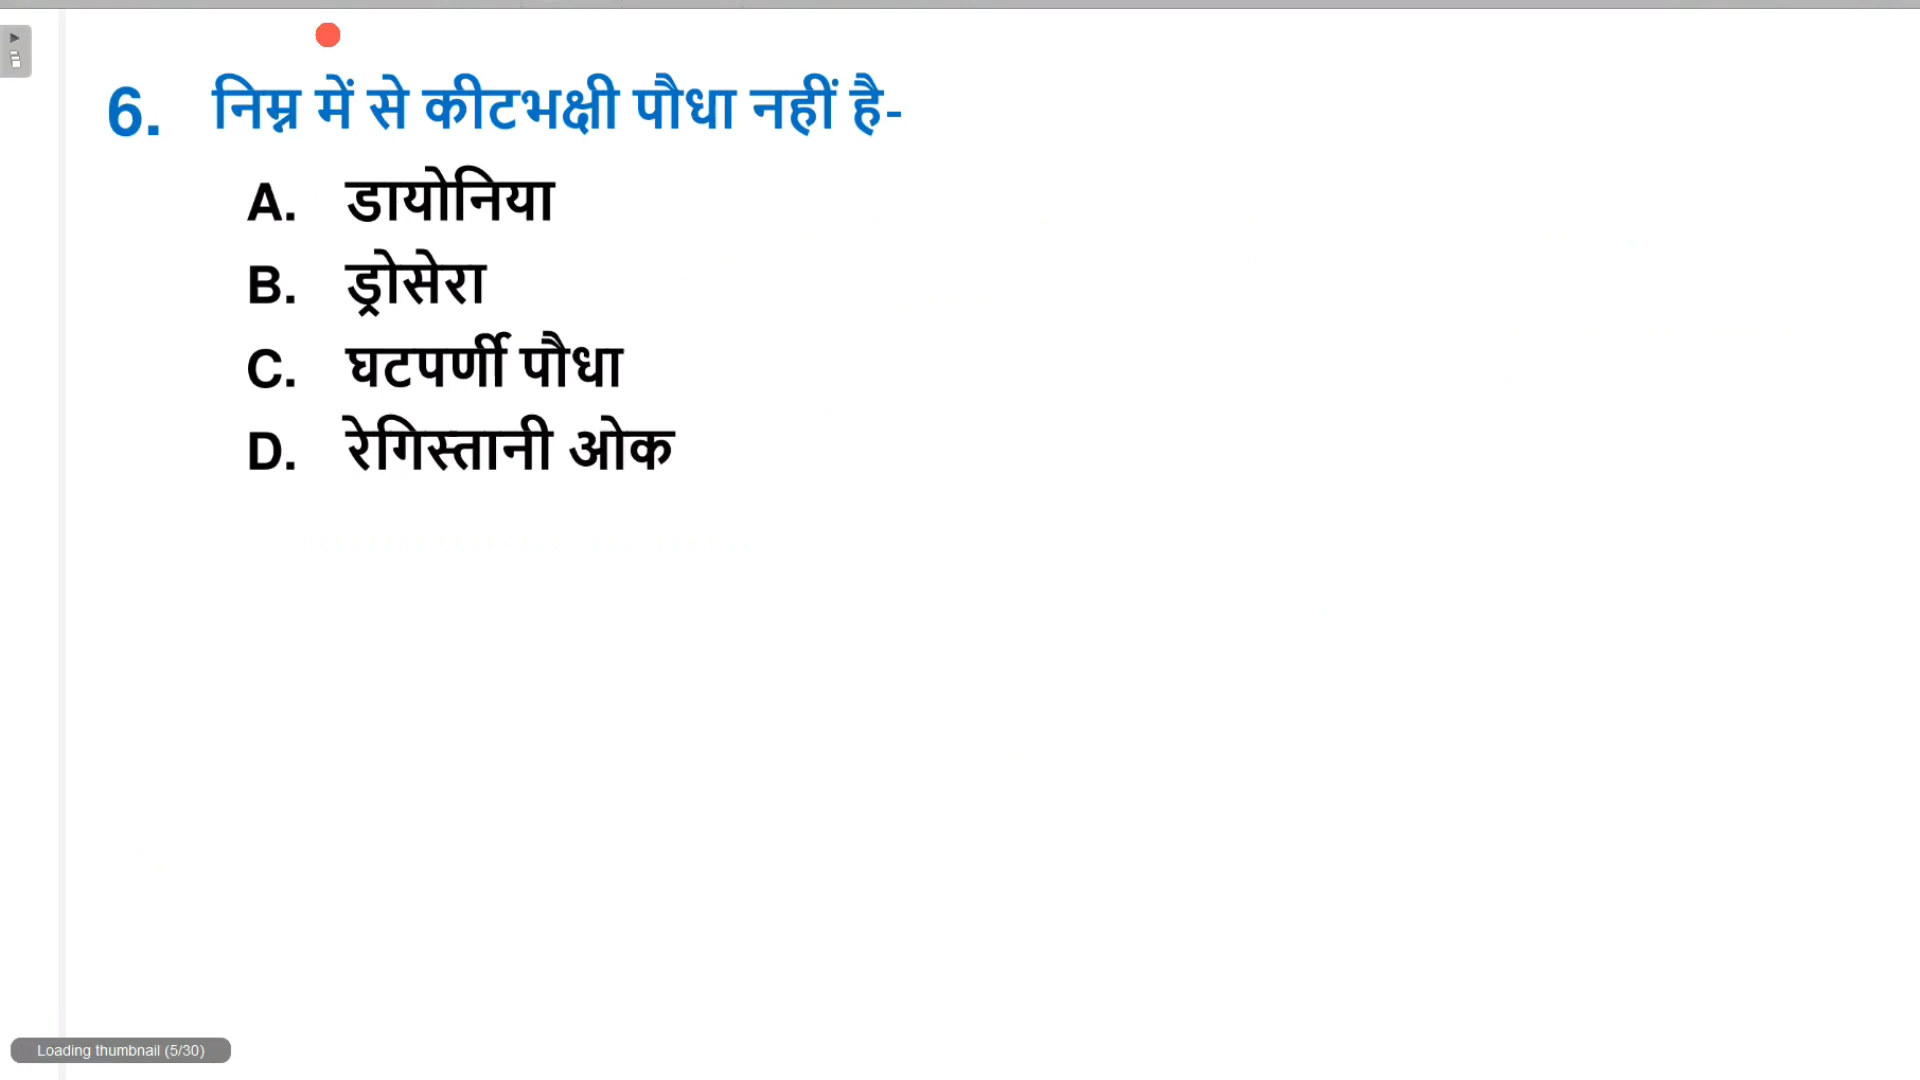 6. निम्न में से कीटभक्षी पौधा नहीं है-
A. डायोनिया
B. ड्रोसेरा
C. घटपर्णी पौधा
D. रेगिस्तानी ओक
Loading thumbnail (5/30)